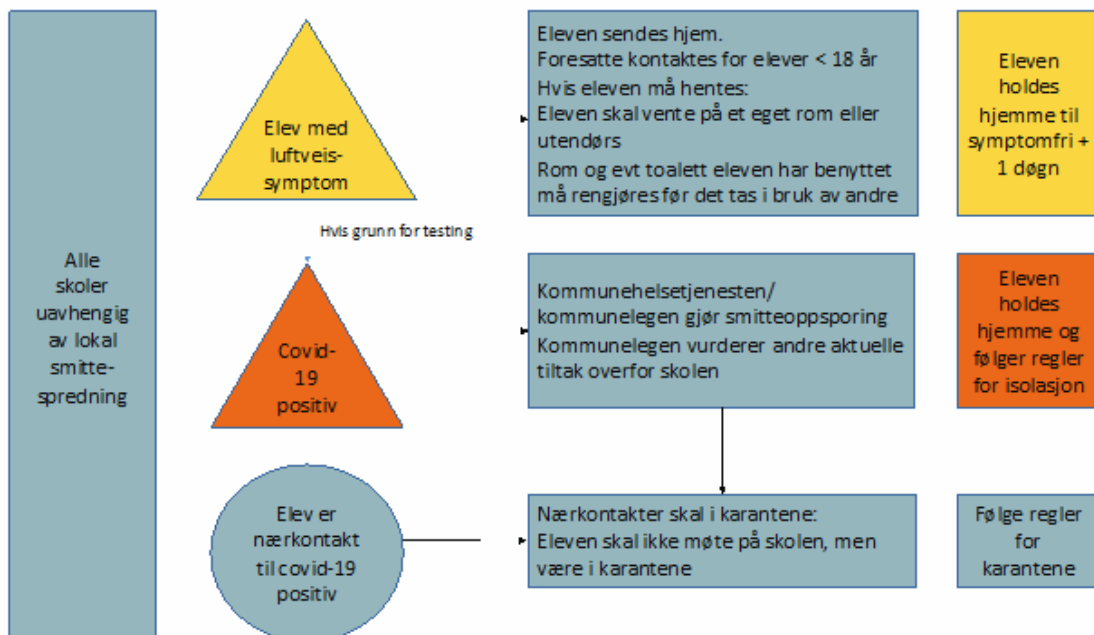 Alle
skoler
uavhengig
av lokal
smitte-
spredning
Elev med
luftveis-
symptom
Eleven sendes hjem.
Foresatte kontaktes for elever < 18 år
Hvis eleven må hentes:
Eleven skal vente på et eget rom eller
utendørs
Rom og evt toalett eleven har benyttet
må rengjøres før det tas i bruk av andre
Eleven
holdes
hjemme til
symptomfri +
1 døgn
Hvis grunn for testing
Covid-
19
positiv
Kommunehelsetjenesten/
kommunelegen gjør smitteoppsporing
Kommunelegen vurderer andre aktuelle
tiltak overfor skolen
Eleven
holdes
hjemme og
følger regler
for isolasjon
Elev er
nærkontakt
til covid-19
positiv
Nærkontakter skal i karantene:
Eleven skal ikke møte på skolen, men
være i karantene
Følge regler
for
karantene